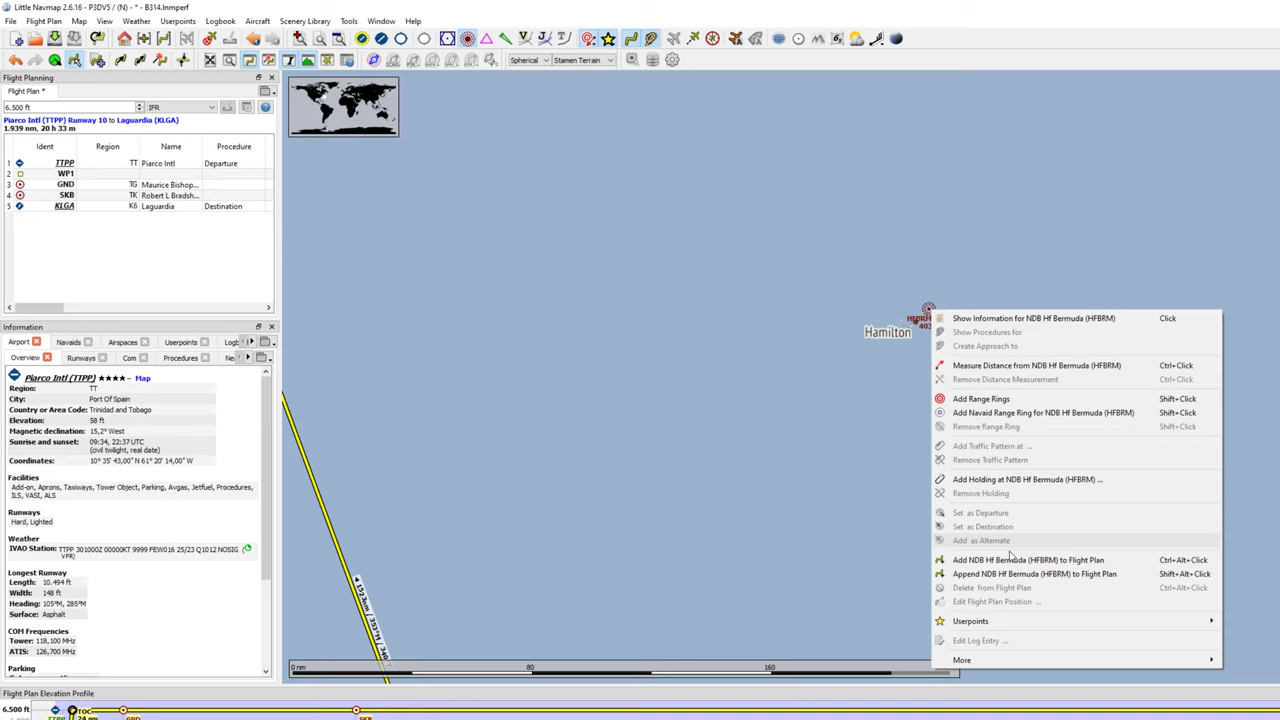 Little Navmap 2.6.16 - P3DV5 / (N) - * - B314.lnmperf
File Flight Plan Map View Weather Userpoints Logbook Aircraft Scenery Library Tools Window Help
Spherical Stamen Terrain
Flight Planning
Flight Plan *
6.500 ft IFR
Piarco Intl (TTPP) Runway 10 to Laguardia (KLGA)
1.939 nm, 20 h 33 m
Ident Region Name Procedure
1 TTPP TT Piarco Intl Departure
2 WP1
3 GND TG Maurice Bishop...
4 SKB TK Robert L Bradsh...
5 KLGA K6 Laguardia Destination
Information
Airport Navaids Airspaces Userpoints Logb
Overview Runways Com Procedures Ne
Piarco Intl (TTPP) ★★★★– Map
Region: TT
City: Port Of Spain
Country or Area Code: Trinidad and Tobago
Elevation: 58 ft
Magnetic declination: 15,2° West
Sunrise and sunset: 09:34, 22:37 UTC
(civil twilight, real date)
Coordinates: 10° 35' 43,00" N 61° 20' 14,00" W
Facilities
Add-on, Aprons, Taxiways, Tower Object, Parking, Avgas, Jetfuel, Procedures,
ILS, VASI, ALS
Runways
Hard, Lighted
Weather
IVAO Station: TTPP 301000Z 00000KT 9999 FEW016 25/23 Q1012 NOSIG (
VFR)
Longest Runway
Length: 10.494 ft
Width: 148 ft
Heading: 105°M, 285°M
Surface: Asphalt
COM Frequencies
Tower: 118,100 MHz
ATIS: 126,700 MHz
Parking
Hamilton
HFBRM
403
Show Information for NDB Hf Bermuda (HFBRM) Click
Show Procedures for
Create Approach to
Measure Distance from NDB Hf Bermuda (HFBRM) Ctrl+Click
Remove Distance Measurement Ctrl+Click
Add Range Rings Shift+Click
Add Navaid Range Ring for NDB Hf Bermuda (HFBRM) Shift+Click
Remove Range Ring Shift+Click
Add Traffic Pattern at ...
Remove Traffic Pattern
Add Holding at NDB Hf Bermuda (HFBRM) ...
Remove Holding
Set as Departure
Set as Destination
Add as Alternate
Add NDB Hf Bermuda (HFBRM) to Flight Plan Ctrl+Alt+Click
Append NDB Hf Bermuda (HFBRM) to Flight Plan Shift+Alt+Click
Delete from Flight Plan Ctrl+Alt+Click
Edit Flight Plan Position ...
Userpoints
Edit Log Entry ...
More
0 nm 80 160
Flight Plan Elevation Profile
6.500 ft TOC
TTPP 24 nm GND SKB